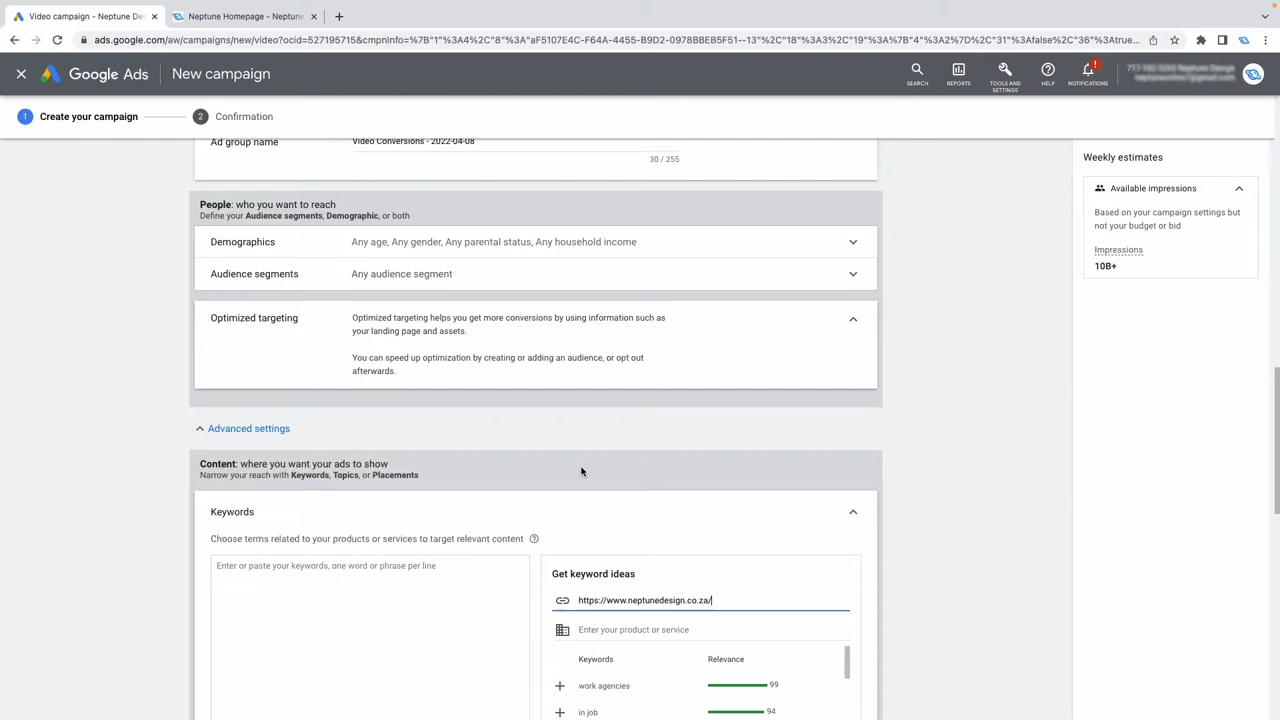 Video campaign - Neptune De
Neptune Homepage - Neptune
ads.google.com/aw/campaigns/new/video?ocid=527195715&cmpnInfo=%7B"1"%3A4%2C"8"%3A"aF5107E4C-F64A-4455-B9D2-0978BBEB5F51--13"%2C"18"%3A3%2C"19"%3A%7B"4"%3A2%7D%2C"31"%3Afalse%2C"36"%3Atrue...
Google Ads
New campaign
SEARCH
REPORTS
TOOLS AND
SETTINGS
HELP
NOTIFICATIONS
!
1 Create your campaign
2 Confirmation
Ad group name
Video Conversions - 2022-04-08
30 / 255
People: who you want to reach
Define your Audience segments, Demographic, or both
Demographics
Any age, Any gender, Any parental status, Any household income
Audience segments
Any audience segment
Optimized targeting
Optimized targeting helps you get more conversions by using information such as
your landing page and assets.
You can speed up optimization by creating or adding an audience, or opt out
afterwards.
Advanced settings
Content: where you want your ads to show
Narrow your reach with Keywords, Topics, or Placements
Keywords
Choose terms related to your products or services to target relevant content
Enter or paste your keywords, one word or phrase per line
Get keyword ideas
https://www.neptunedesign.co.za/
Enter your product or service
Keywords
Relevance
work agencies
99
in job
94
Weekly estimates
Available impressions
Based on your campaign settings but
not your budget or bid
Impressions
10B+